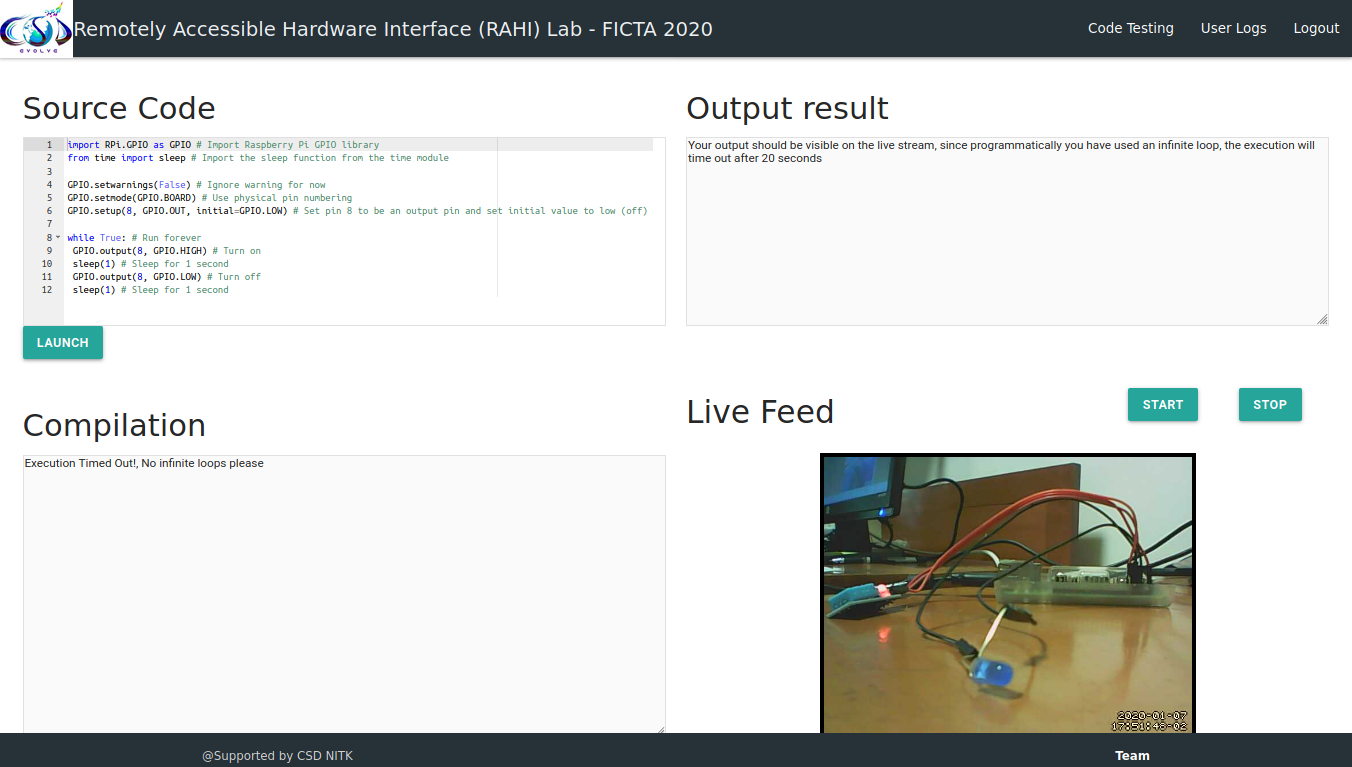 CSD
EVOLVE
Remotely Accessible Hardware Interface (RAHI) Lab - FICTA 2020
Code Testing
User Logs
Logout
Source Code
1 import RPi.GPIO as GPIO # Import Raspberry Pi GPIO library
2 from time import sleep # Import the sleep function from the time module
3
4 GPIO.setwarnings(False) # Ignore warning for now
5 GPIO.setmode(GPIO.BOARD) # Use physical pin numbering
6 GPIO.setup(8, GPIO.OUT, initial=GPIO.LOW) # Set pin 8 to be an output pin and set initial value to low (off)
7
8 while True: # Run forever
9  GPIO.output(8, GPIO.HIGH) # Turn on
10  sleep(1) # Sleep for 1 second
11  GPIO.output(8, GPIO.LOW) # Turn off
12  sleep(1) # Sleep for 1 second
LAUNCH
Output result
Your output should be visible on the live stream, since programmatically you have used an infinite loop, the execution will
time out after 20 seconds
Compilation
Execution Timed Out!, No infinite loops please
Live Feed
START
STOP
2020-01-07
17:51:48-02
@Supported by CSD NITK
Team